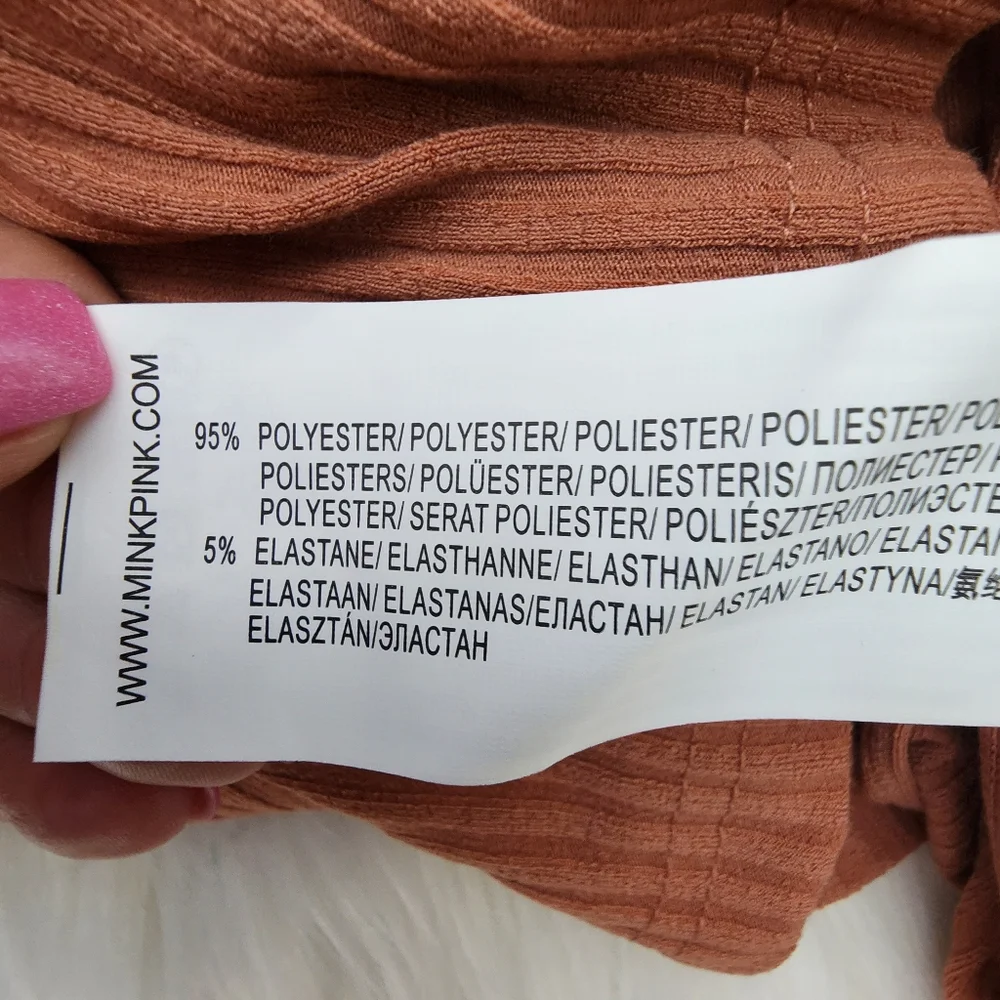 WWW.MINKPINK.COM
95% POLYESTER/ POLYESTER/ POLIESTER/ POLIESTER/
POLIESTERS/ POLÜESTER/ POLIESTERIS/ ПОЛИЕСТЕР/
POLYESTER/ SERAT POLIESTER/ POLIÉSZTER/
5% ELASTANE/ ELASTHANNE/ ELASTHAN/ ELASTANO/
ELASTAAN/ ELASTANAS/ЕЛАСТАН/ ELASTAN/ ELASTYNA/氨
ELASZTÁN/ЭЛАСТАН